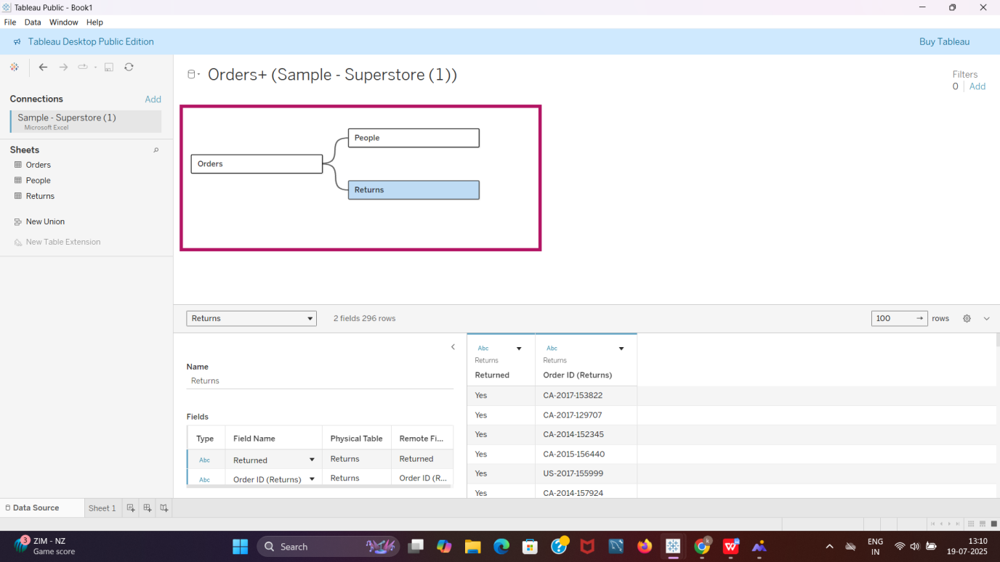 Tableau Public - Book1
File Data Window Help
Tableau Desktop Public Edition
Buy Tableau
Connections Add
Sample - Superstore (1)
Microsoft Excel
Sheets
Orders
People
Returns
New Union
New Table Extension
Orders+ (Sample - Superstore (1))
Filters
0 Add
People
Orders
Returns
Returns 2 fields 296 rows 100 rows
Name
Returns
Fields
Type Field Name Physical Table Remote Fi...
Abc Returned Returns Returned
Abc Order ID (Returns) Returns Order ID (R...
Abc Abc
Returns Returns
Returned Order ID (Returns)
Yes CA-2017-153822
Yes CA-2017-129707
Yes CA-2014-152345
Yes CA-2015-156440
Yes US-2017-155999
Yes CA-2014-157924
Data Source Sheet 1
3
ZIM - NZ
Game score
Search
k
ENG
IN
13:10
19-07-2025